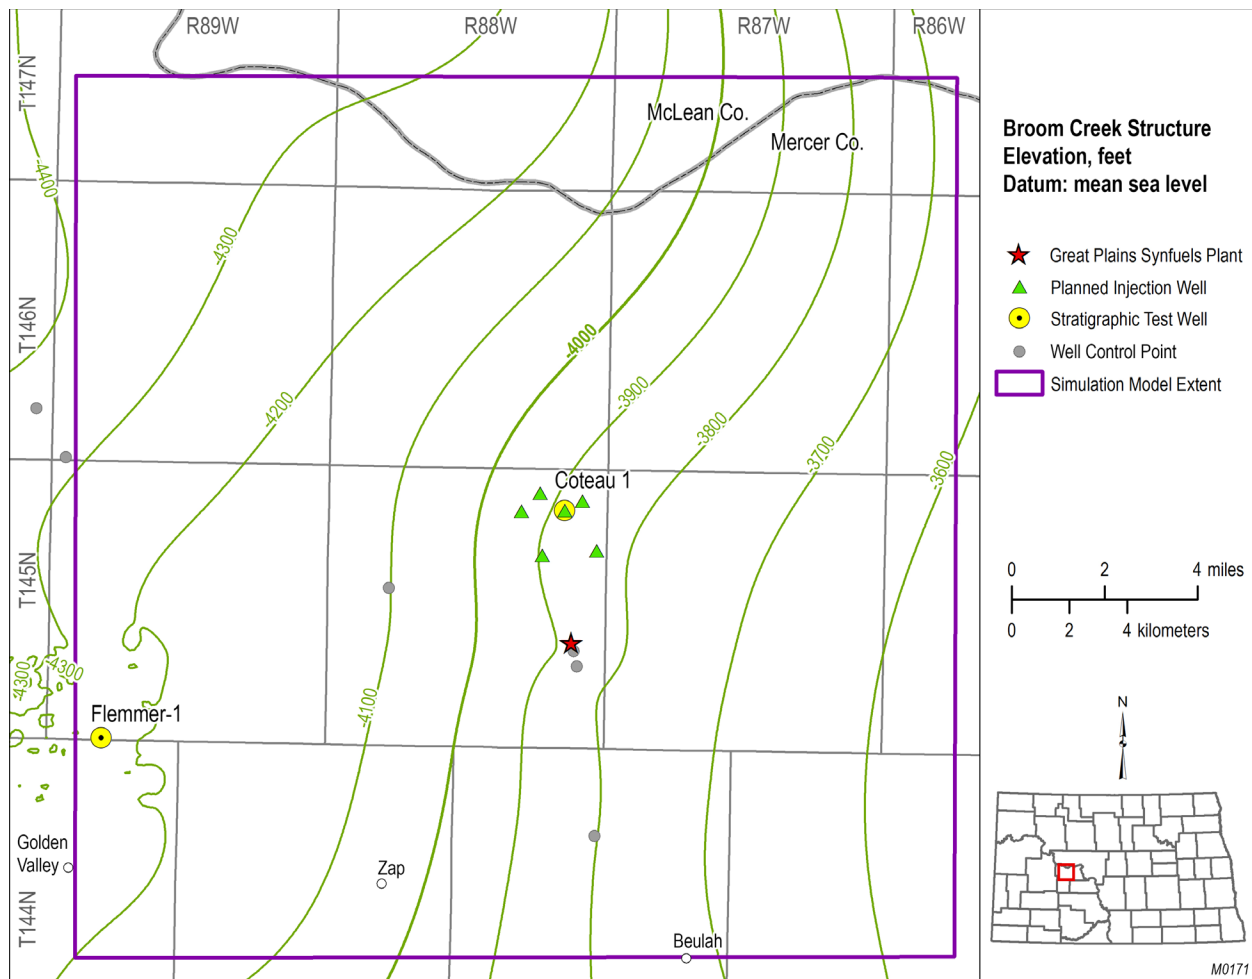 R89W
R88W
R87W
R86W
T147N
McLean Co.
Mercer Co.
-4400
-4300
T146N
-4000
-3900
-4200
-3800
-3700
-3600
Coteau 1
T145N
-4300
-4300
-4100
Flemmer-1
Golden
Valley
Zap
T144N
Beulah
Broom Creek Structure
Elevation, feet
Datum: mean sea level
Great Plains Synfuels Plant
Planned Injection Well
Stratigraphic Test Well
Well Control Point
Simulation Model Extent
0 2 4 miles
0 2 4 kilometers
N
M0171